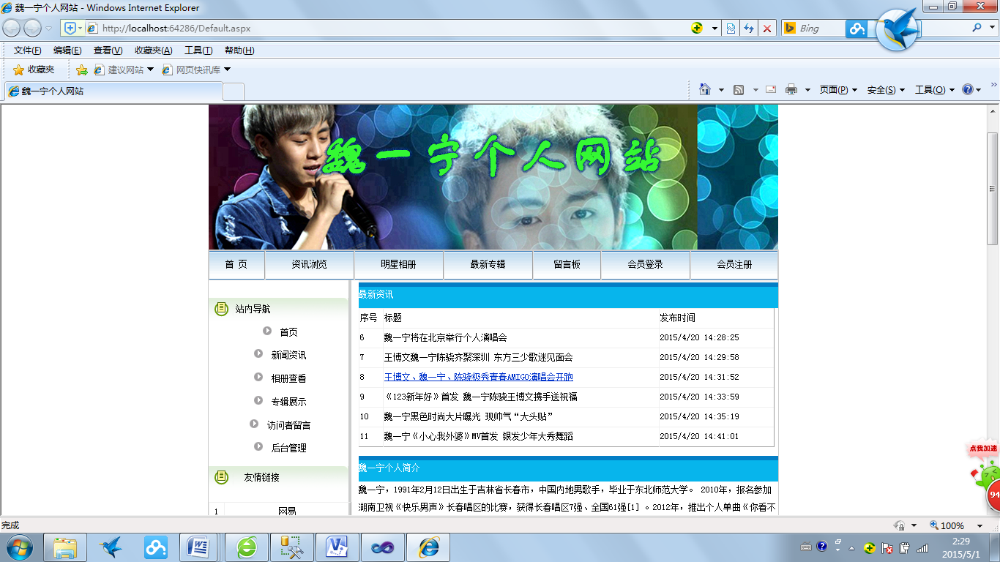 魏一宁个人网站 - Windows Internet Explorer
http://localhost:64286/Default.aspx
Bing
文件(F) 编辑(E) 查看(V) 收藏夹(A) 工具(T) 帮助(H)
收藏夹 建议网站 网页快讯库
魏一宁个人网站
页面(P) 安全(S) 工具(O)
魏一宁个人网站
首 页 资讯浏览 明星相册 最新专辑 留言板 会员登录 会员注册
站内导航
首页
新闻资讯
相册查看
专辑展示
访问者留言
后台管理
友情链接
1 网易
最新资讯
序号 标题 发布时间
6 魏一宁将在北京举行个人演唱会 2015/4/20 14:28:25
7 王博文魏一宁陈骁齐聚深圳 东方三少歌迷见面会 2015/4/20 14:29:58
8 王博文、魏一宁、陈骁极秀青春AMIGO演唱会开跑 2015/4/20 14:31:52
9 《123新年好》首发 魏一宁陈骁王博文携手送祝福 2015/4/20 14:33:59
10 魏一宁黑色时尚大片曝光 现帅气“大头贴” 2015/4/20 14:35:19
11 魏一宁《小心我外婆》MV首发 银发少年大秀舞蹈 2015/4/20 14:41:01
魏一宁个人简介
魏一宁，1991年2月12日出生于吉林省长春市，中国内地男歌手，毕业于东北师范大学。 2010年，报名参加
湖南卫视《快乐男声》长春唱区的比赛，获得长春唱区7强、全国61强[1] 。2012年，推出个人单曲《你看不
点我加速
94
完成
100%
2:29
2015/5/1